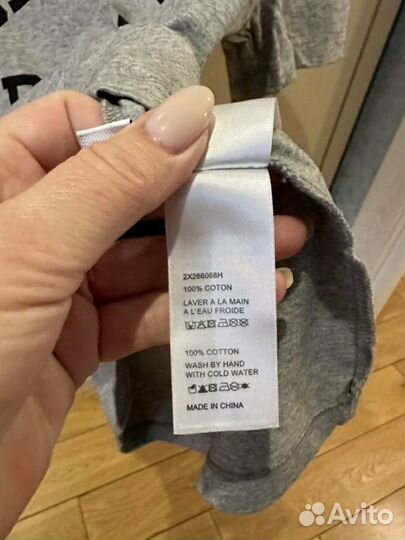 2X266068H
100% COTON
LAVER A LA MAIN
A L'EAU FROIDE
100% COTTON
WASH BY HAND
WITH COLD WATER
MADE IN CHINA
Avito